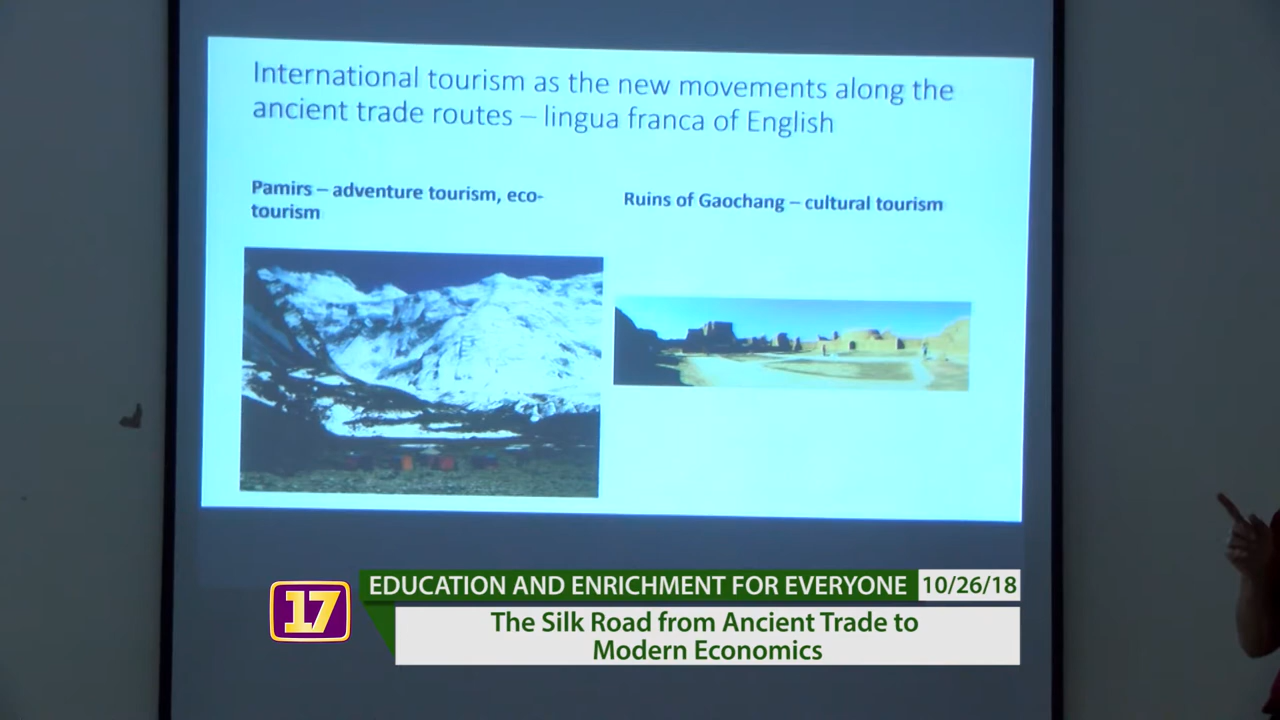 International tourism as the new movements along the
ancient trade routes – lingua franca of English
Pamirs – adventure tourism, eco-
tourism
Ruins of Gaochang – cultural tourism
17
EDUCATION AND ENRICHMENT FOR EVERYONE
10/26/18
The Silk Road from Ancient Trade to
Modern Economics